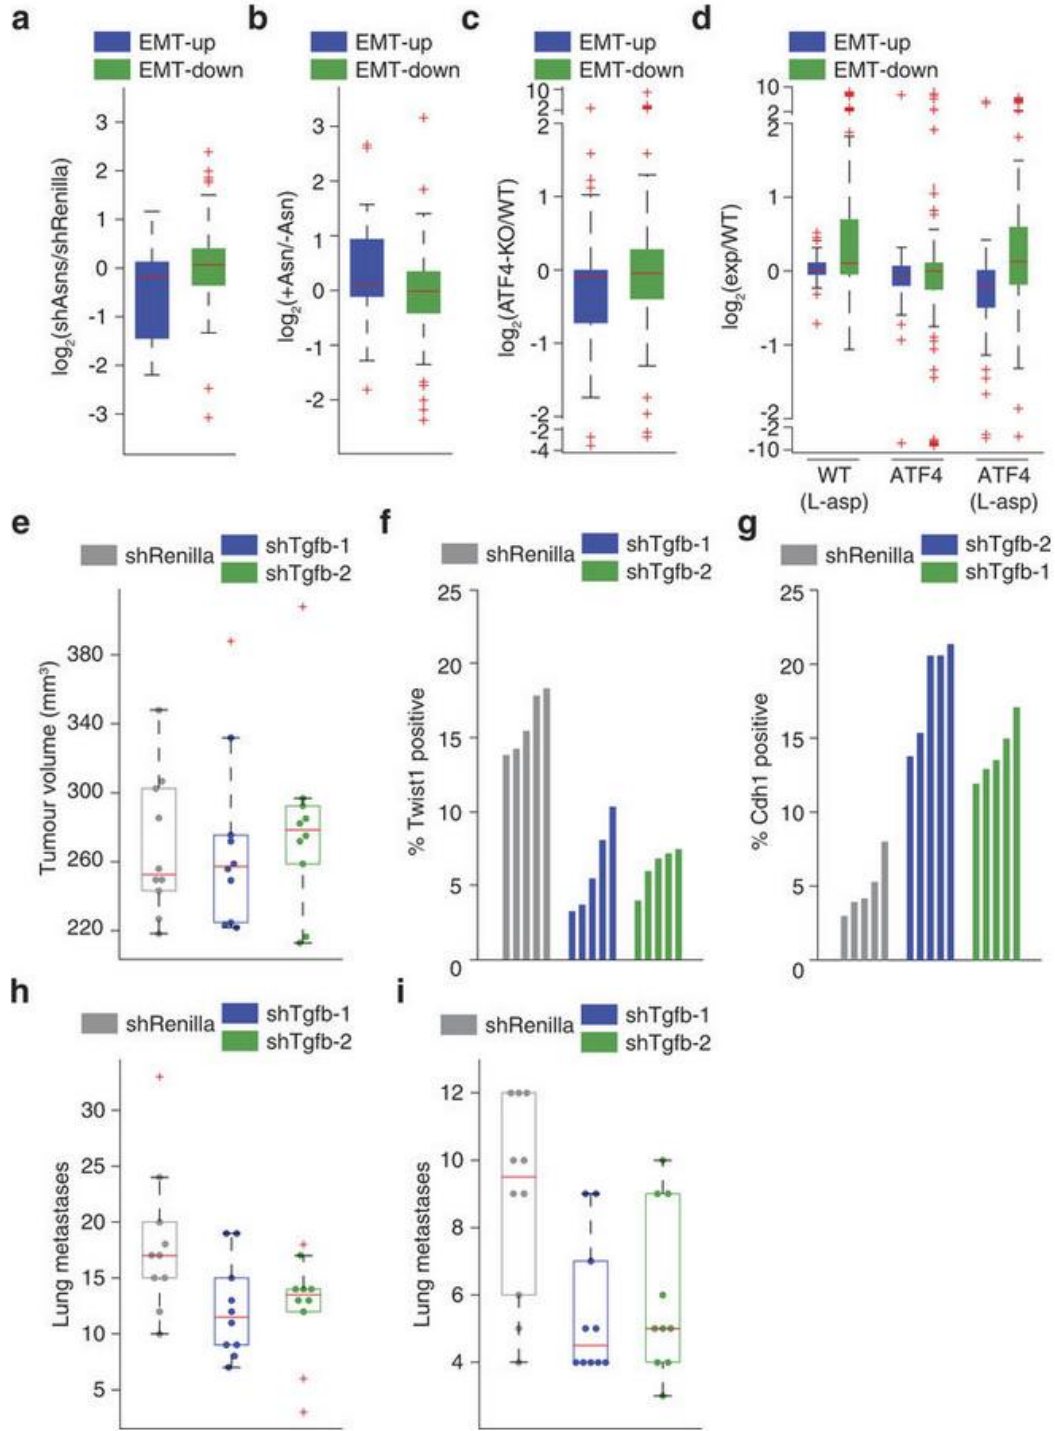 a
EMT-up
EMT-down
log2(shAsns/shRenilla)
3
2
1
0
-1
-2
-3
b
EMT-up
EMT-down
log2(+Asn/-Asn)
3
2
1
0
-1
-2
c
EMT-up
EMT-down
log2(ATF4-KO/WT)
10
2
2
1
0
-1
-2
-2
-4
d
EMT-up
EMT-down
log2(exp/WT)
10
2
2
1
0
-1
-2
-2
-10
WT
(L-asp)
ATF4
ATF4
(L-asp)
e
shRenilla
shTgfb-1
shTgfb-2
Tumour volume (mm³)
380
340
300
260
220
f
shRenilla
shTgfb-1
shTgfb-2
% Twist1 positive
25
20
15
10
5
0
g
shRenilla
shTgfb-2
shTgfb-1
% Cdh1 positive
25
20
15
10
5
0
h
shRenilla
shTgfb-1
shTgfb-2
Lung metastases
30
25
20
15
10
5
i
shRenilla
shTgfb-1
shTgfb-2
Lung metastases
12
10
8
6
4